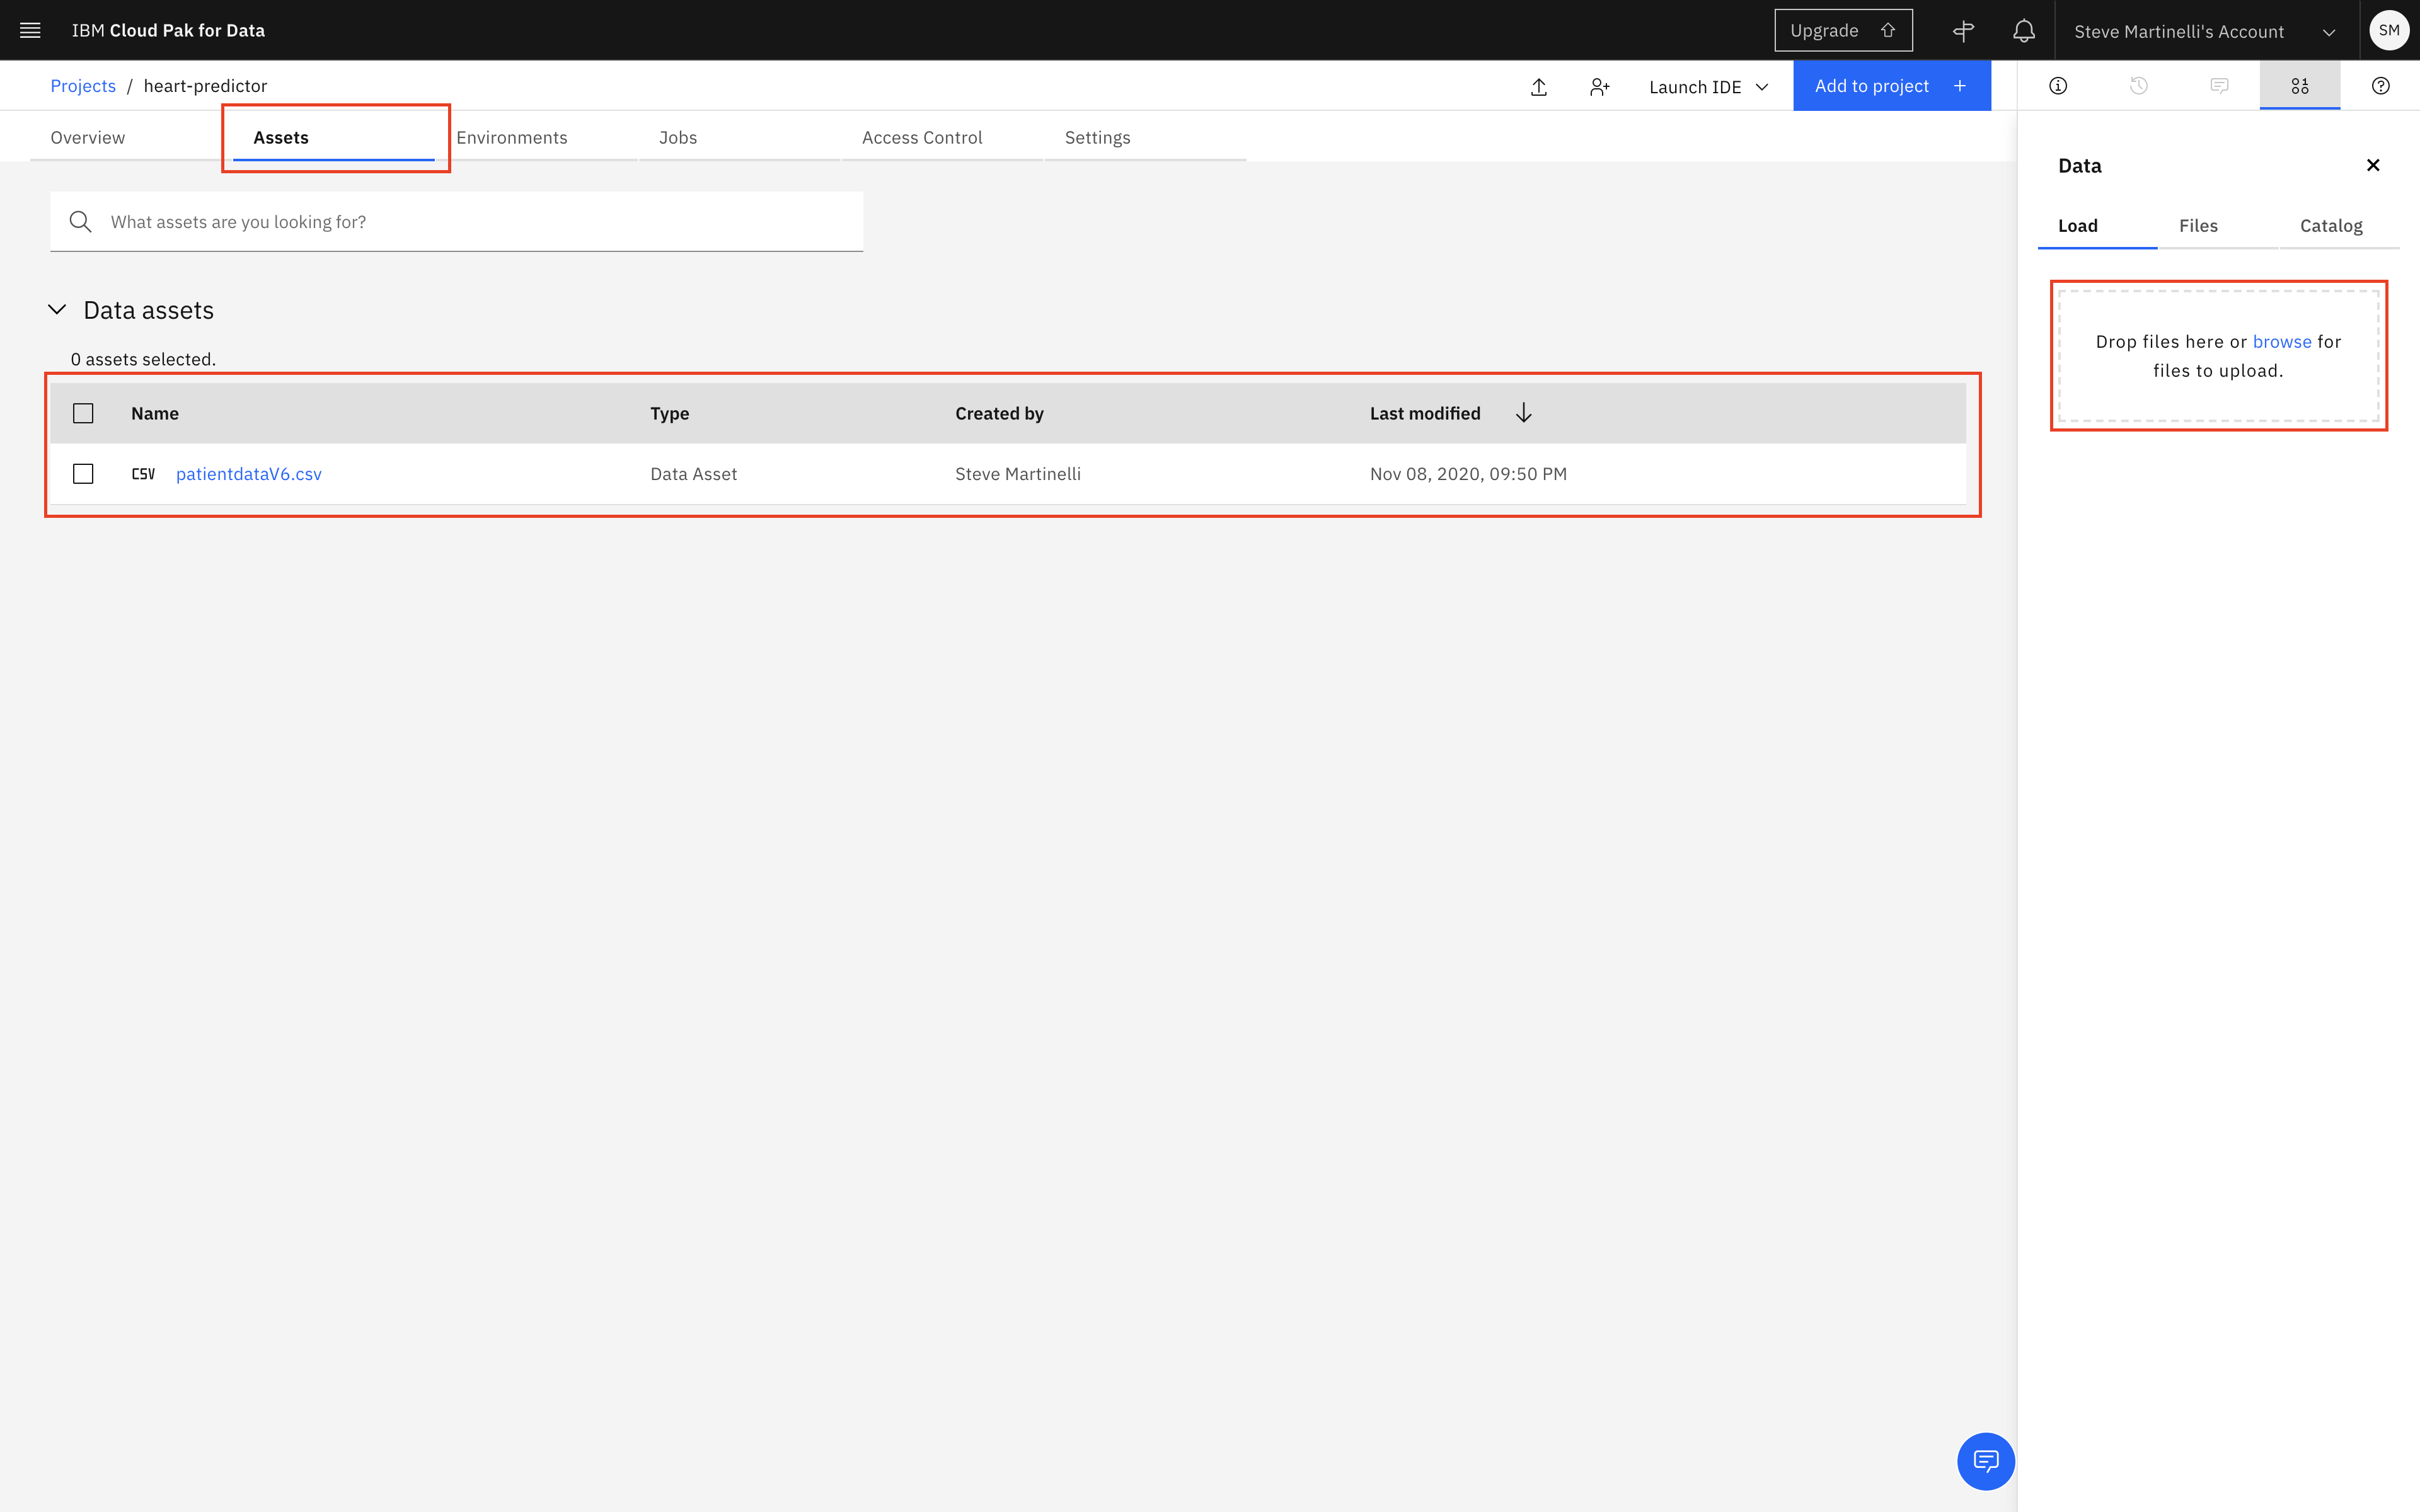 IBM Cloud Pak for Data
Upgrade
Steve Martinelli's Account
SM
Projects / heart-predictor
Launch IDE
Add to project +
Overview
Assets
Environments
Jobs
Access Control
Settings
What assets are you looking for?
Data assets
0 assets selected.
Name Type Created by Last modified
CSV patientdataV6.csv Data Asset Steve Martinelli Nov 08, 2020, 09:50 PM
Data
Load
Files
Catalog
Drop files here or browse for
files to upload.